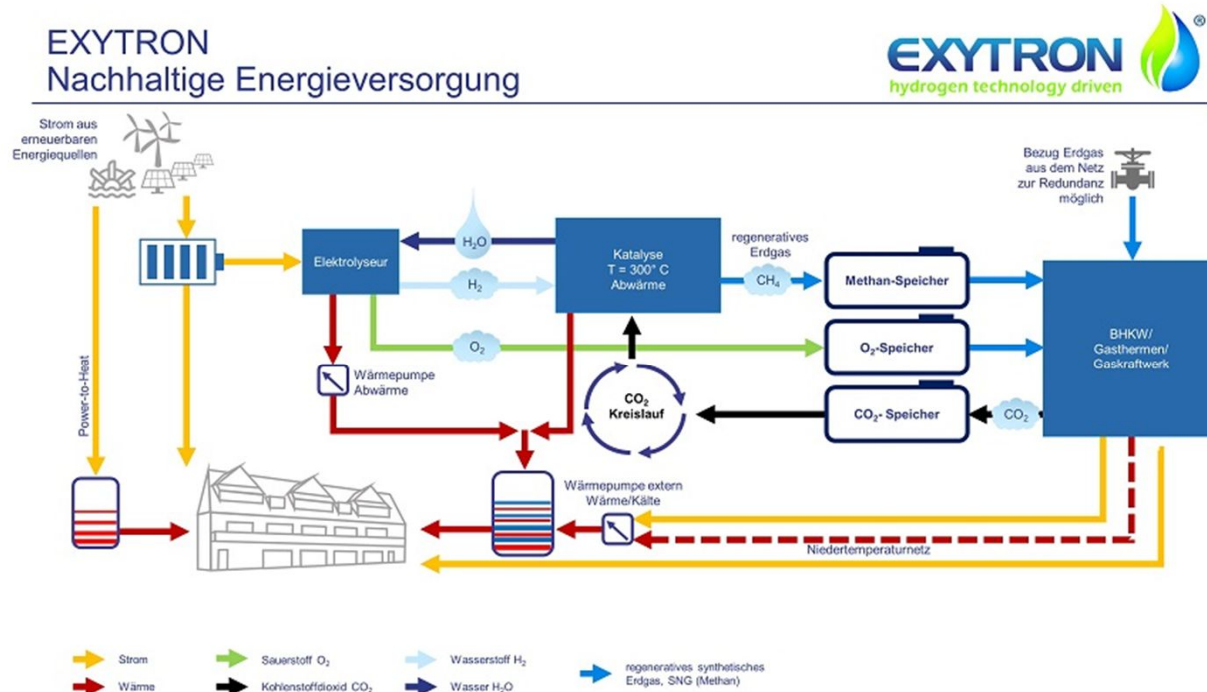 EXYTRON
Nachhaltige Energieversorgung
EXYTRON®
hydrogen technology driven
Strom aus
erneuerbaren
Energiequellen
Bezug Erdgas
aus dem Netz
zur Redundanz
möglich
Elektrolyseur
H₂O
H₂
O₂
Katalyse
T = 300° C
Abwärme
regeneratives
Erdgas
CH₄
Methan-Speicher
O₂-Speicher
CO₂- Speicher
BHKW/
Gasthermen/
Gaskraftwerk
CO₂
CO₂
Kreislauf
Wärmepumpe
Abwärme
Power-to-Heat
Wärmepumpe extern
Wärme/Kälte
Niedertemperaturnetz
Strom
Wärme
Sauerstoff O₂
Kohlenstoffdioxid CO₂
Wasserstoff H₂
Wasser H₂O
regeneratives synthetisches
Erdgas, SNG (Methan)